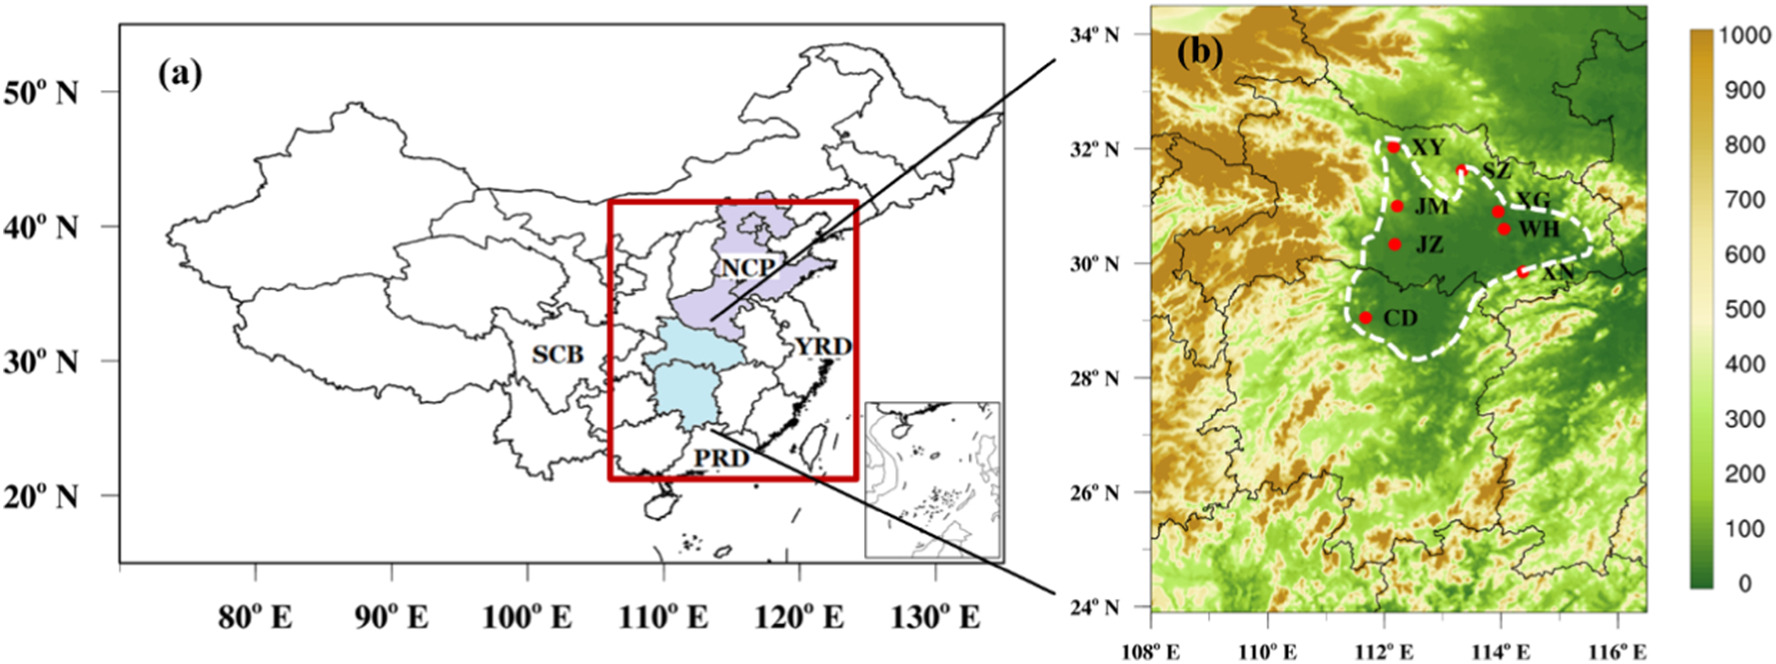 (a)
50° N
40° N
30° N
20° N
80° E
90° E
100° E
110° E
120° E
130° E
NCP
SCB
YRD
PRD
(b)
34° N
32° N
30° N
28° N
26° N
24° N
108° E
110° E
112° E
114° E
116° E
XY
SZ
JM
XG
WH
JZ
XN
CD
1000
900
800
700
600
500
400
300
200
100
0